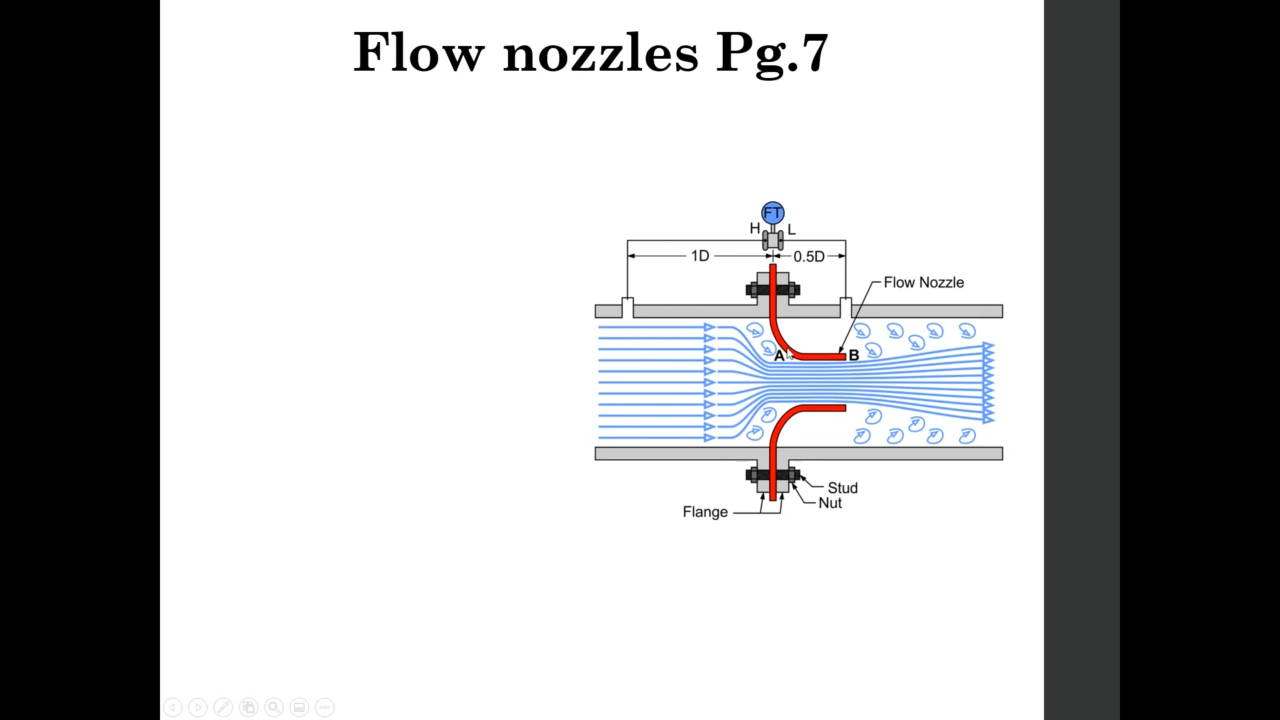 Flow nozzles Pg.7
FT
H L
1D 0.5D
Flow Nozzle
A B
Stud
Nut
Flange